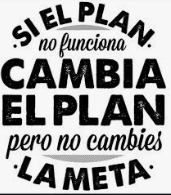 ·SI EL PLAN·
no funciona
CAMBIA
EL PLAN
pero no cambies
·LA META·